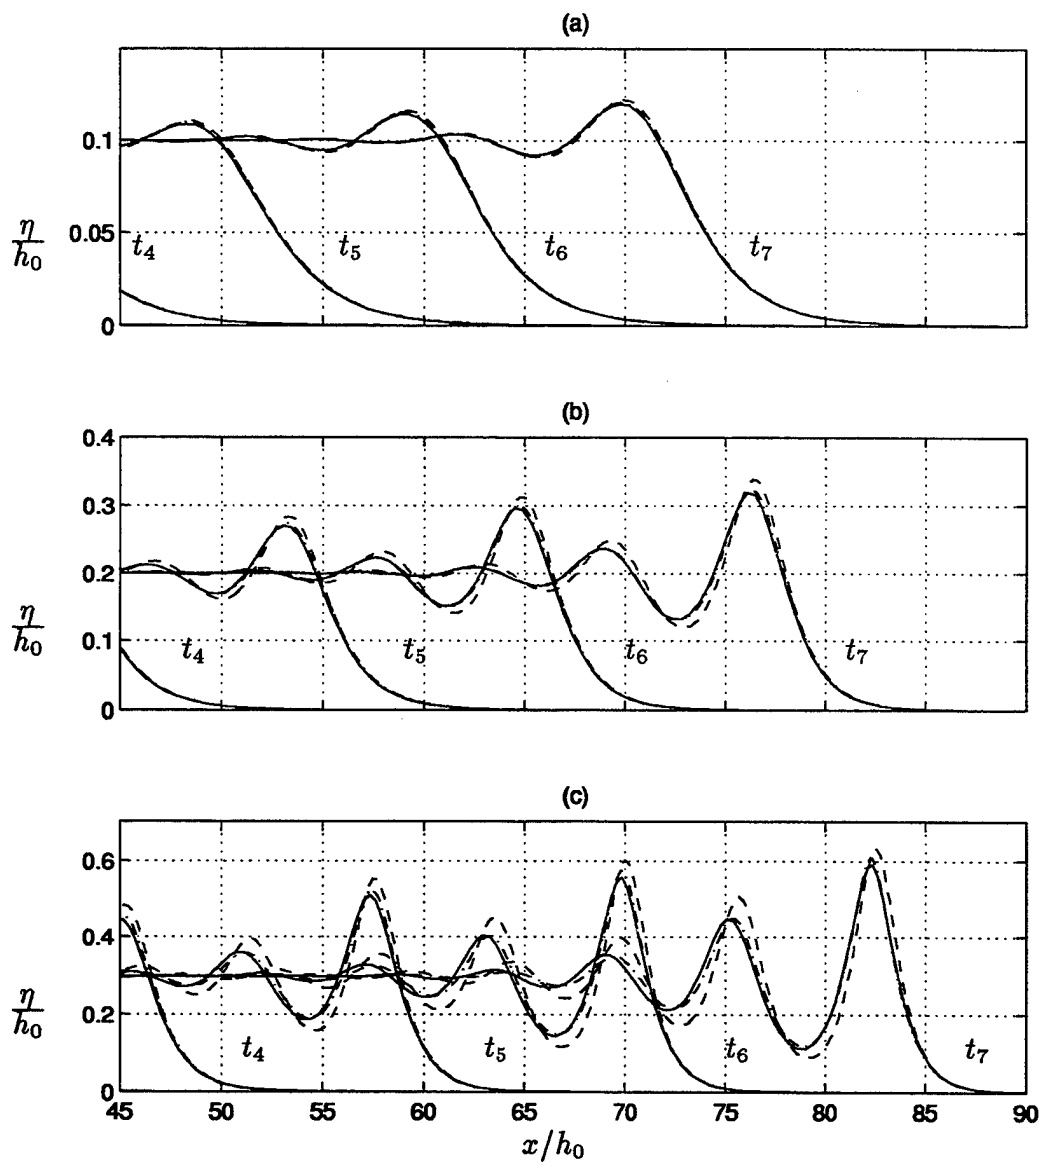 (a)
0.1
0.05
0
η/h₀
t₄ t₅ t₆ t₇
(b)
0.4
0.3
0.2
0.1
0
η/h₀
t₄ t₅ t₆ t₇
(c)
0.6
0.4
0.2
0
η/h₀
t₄ t₅ t₆ t₇
45 50 55 60 65 70 75 80 85 90
x/h₀